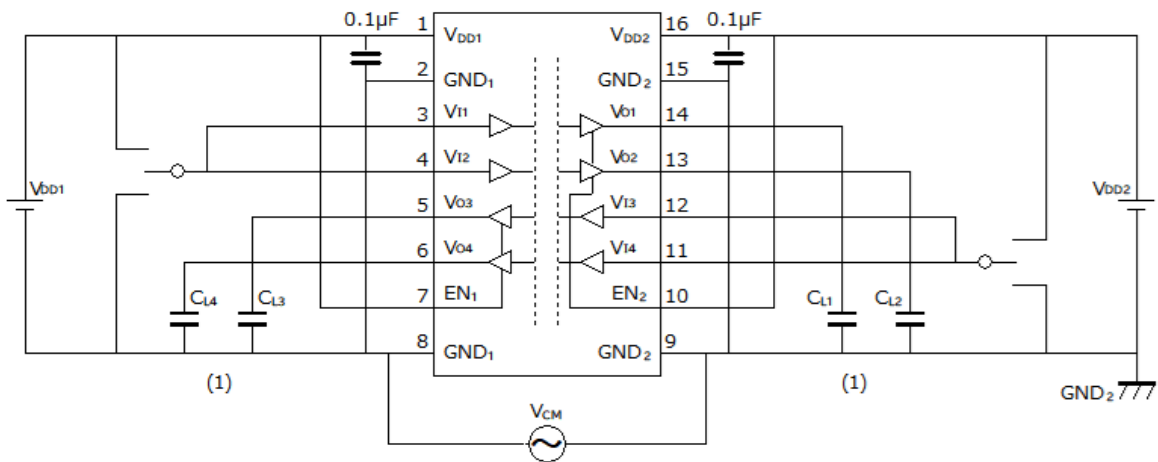 0.1μF
1
16
0.1μF
VDD1
VDD2
2
15
GND1
GND2
3
VI1
VO1
14
4
VI2
VO2
13
VDD1
VDD2
5
VO3
VI3
12
6
VO4
VI4
11
CL4
CL3
7
EN1
EN2
10
CL1
CL2
8
GND1
GND2
9
(1)
(1)
GND2
VCM